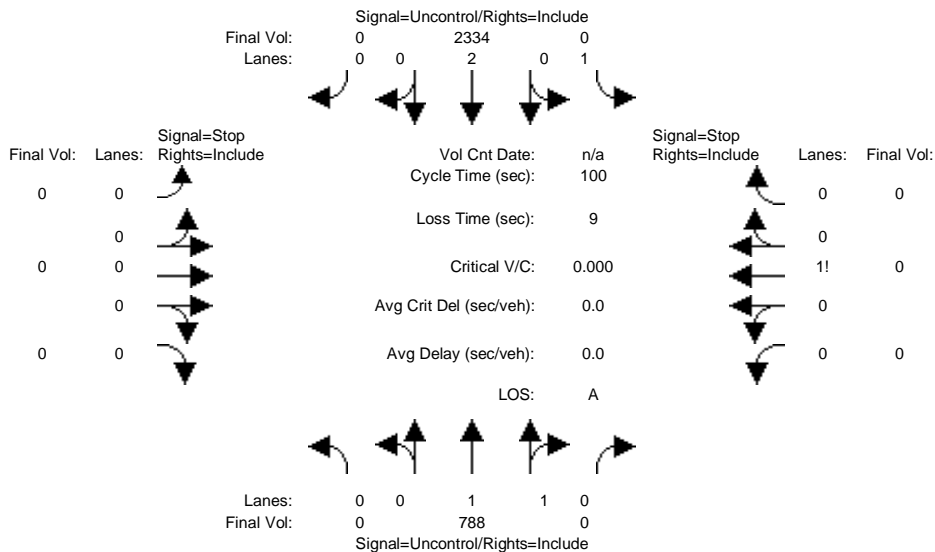 Signal=Uncontrol/Rights=Include
Final Vol: 0 2334 0
Lanes: 0 0 2 0 1
Signal=Stop
Final Vol: Lanes: Rights=Include
0 0
0
0 0
0
0 0
Vol Cnt Date: n/a
Cycle Time (sec): 100
Loss Time (sec): 9
Critical V/C: 0.000
Avg Crit Del (sec/veh): 0.0
Avg Delay (sec/veh): 0.0
LOS: A
Signal=Stop
Rights=Include Lanes: Final Vol:
0 0
0
1! 0
0
0 0
Lanes: 0 0 1 1 0
Final Vol: 0 788 0
Signal=Uncontrol/Rights=Include